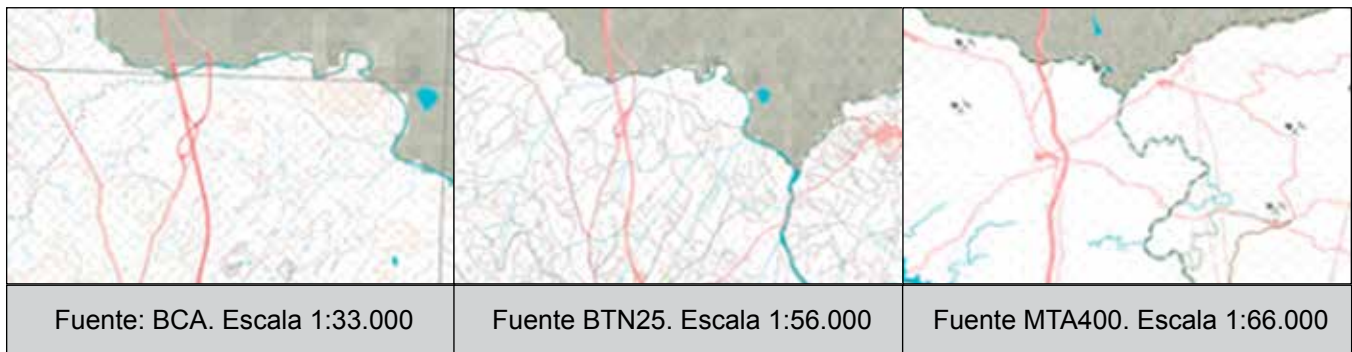 Fuente: BCA. Escala 1:33.000
Fuente BTN25. Escala 1:56.000
Fuente MTA400. Escala 1:66.000